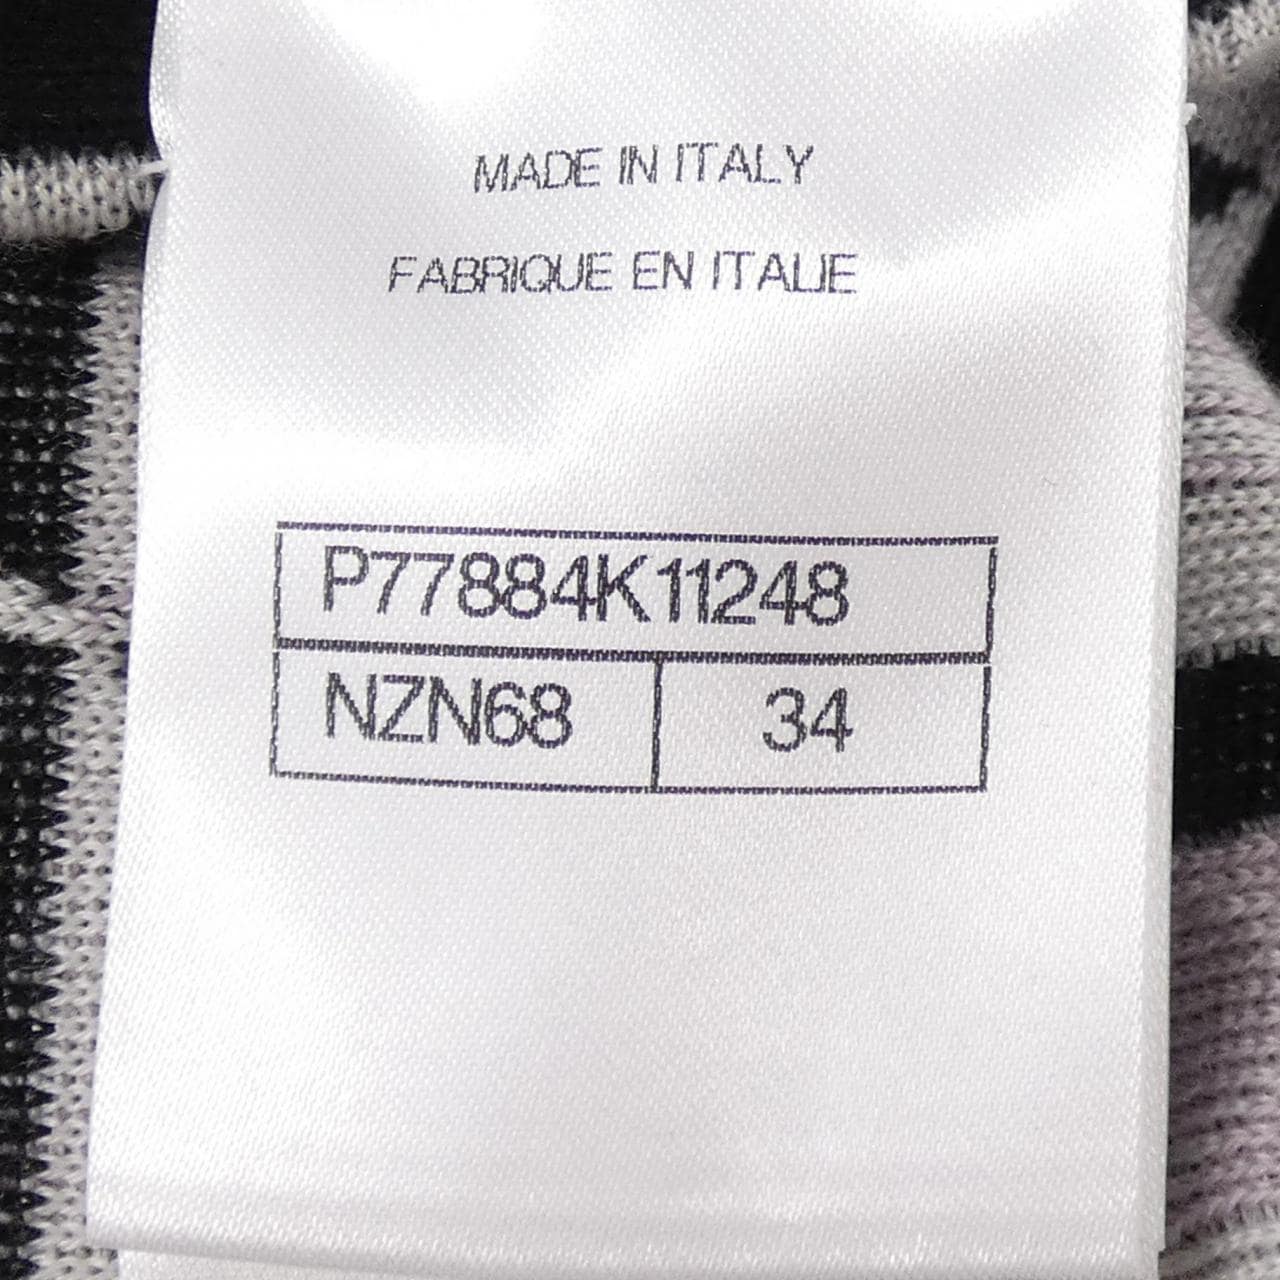 MADE IN ITALY
FABRIQUE EN ITALIE
P77884K11248
NZN68 34